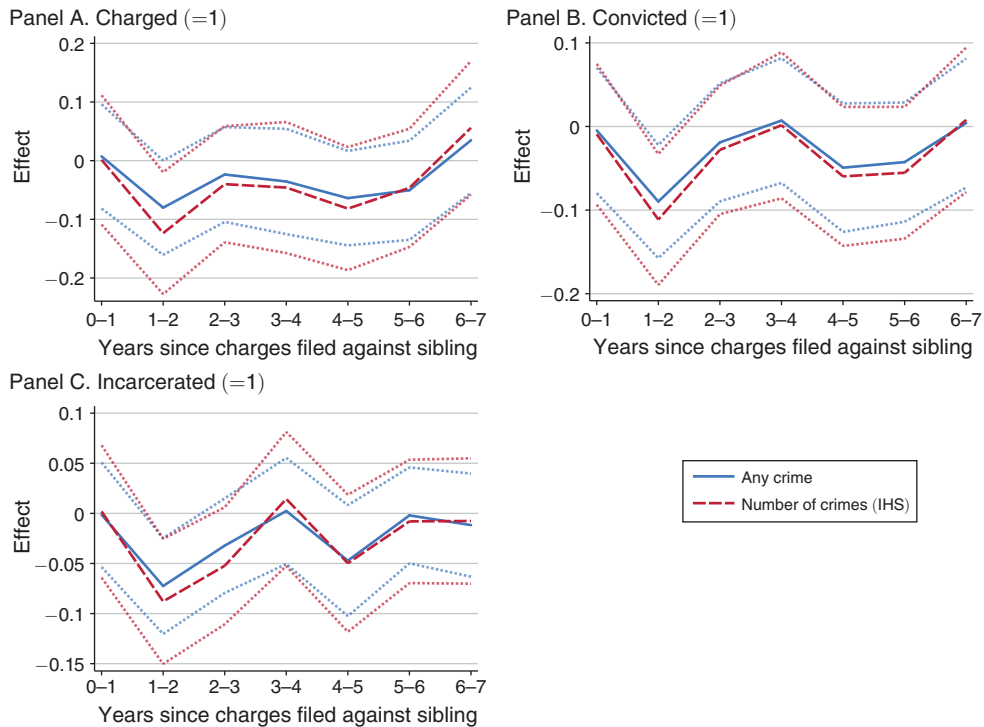 Panel A. Charged (=1)
0.2
0.1
0
−0.1
−0.2
Effect
0–1 1–2 2–3 3–4 4–5 5–6 6–7
Years since charges filed against sibling
Panel B. Convicted (=1)
0.1
0
−0.1
−0.2
Effect
0–1 1–2 2–3 3–4 4–5 5–6 6–7
Years since charges filed against sibling
Panel C. Incarcerated (=1)
0.1
0.05
0
−0.05
−0.1
−0.15
Effect
0–1 1–2 2–3 3–4 4–5 5–6 6–7
Years since charges filed against sibling
Any crime
Number of crimes (IHS)